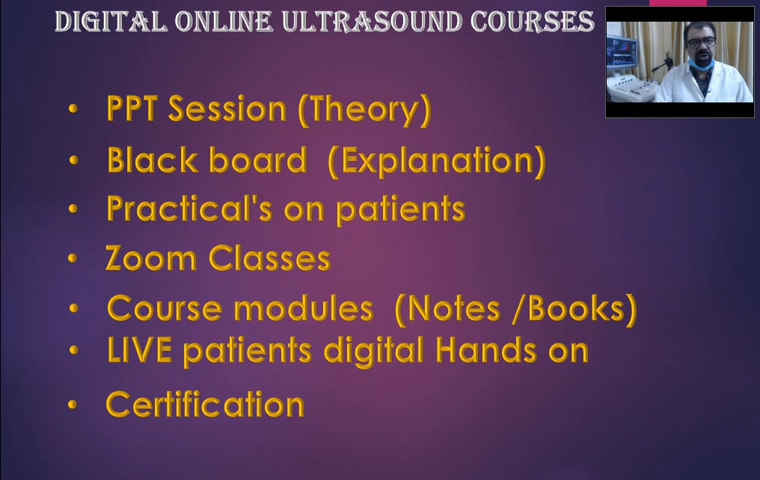 DIGITAL ONLINE ULTRASOUND COURSES
• PPT Session (Theory)
• Black board (Explanation)
• Practical's on patients
• Zoom Classes
• Course modules (Notes /Books)
• LIVE patients digital Hands on
• Certification